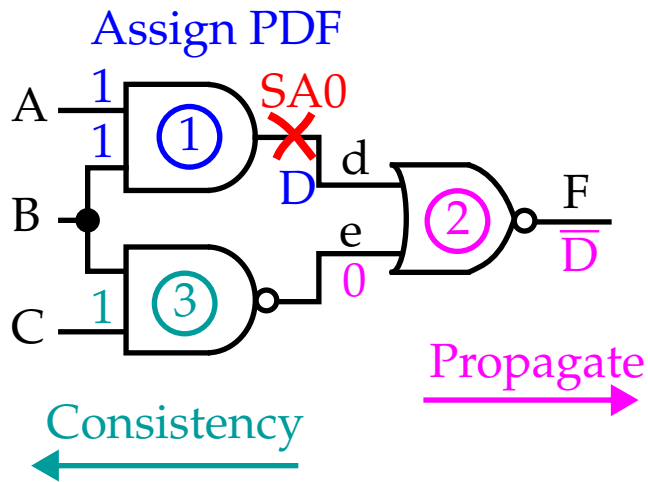 Assign PDF
A
1
1
SA0
1
D
d
B
e
0
2
F
D̅
C
1
3
Propagate
Consistency